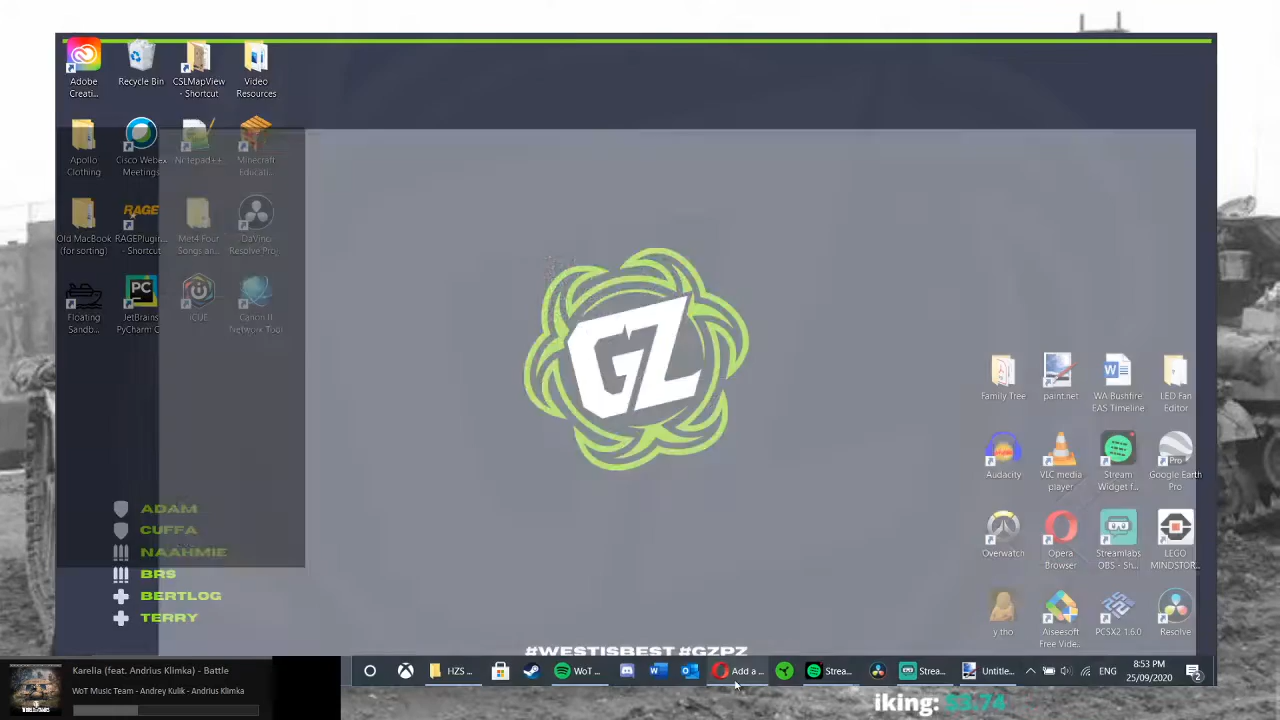 Adobe
Creati...
Recycle Bin
CSLMapView
- Shortcut
Video
Resources
Apollo
Clothing
Cisco Webex
Meetings
Notepad++
Minecraft
Educati...
Old MacBook
(for sorting)
RAGE
RAGEPlugin...
- Shortcut
Met4 Four
Songs an...
DaVinci
Resolve Proj...
Floating
Sandb...
PC
JetBrains
PyCharm C...
iCUE
Canon IJ
Network Tool
GZ
Family Tree
paint.net
WA Bushfire
EAS Timeline
LED Fan
Editor
Audacity
VLC media
player
Stream
Widget f...
Pro
Google Earth
Pro
Overwatch
Opera
Browser
Streamlabs
OBS - Sh...
LEGO
MINDSTOR...
y tho
Aiseesoft
Free Vide...
PCSX2 1.6.0
Resolve
ADAM
CUFFA
NAAHMIE
BRS
BERTLOG
TERRY
#WESTISBEST #GZPZ
Karelia (feat. Andrius Klimka) - Battle
WoT Music Team - Andrey Kulik - Andrius Klimka
HZS ...
WoT ...
Add a ...
Strea...
Strea...
Untitle...
ENG
8:53 PM
25/09/2020
2
iking: $3.74